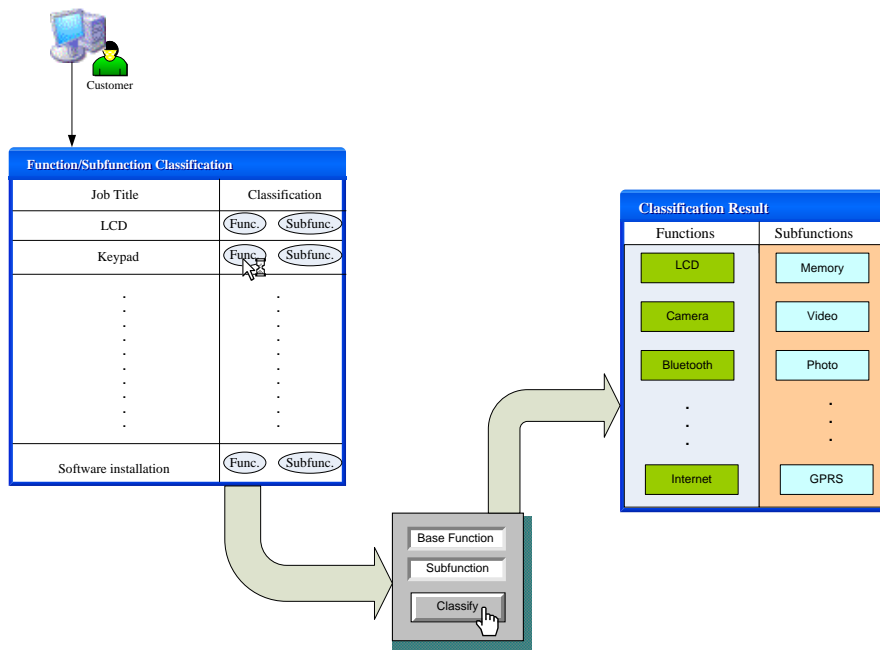 Customer
Function/Subfunction Classification
Job Title Classification
LCD Func. Subfunc.
Keypad Func. Subfunc.
Software installation Func. Subfunc.
Base Function
Subfunction
Classify
Classification Result
Functions Subfunctions
LCD Memory
Camera Video
Bluetooth Photo
Internet GPRS